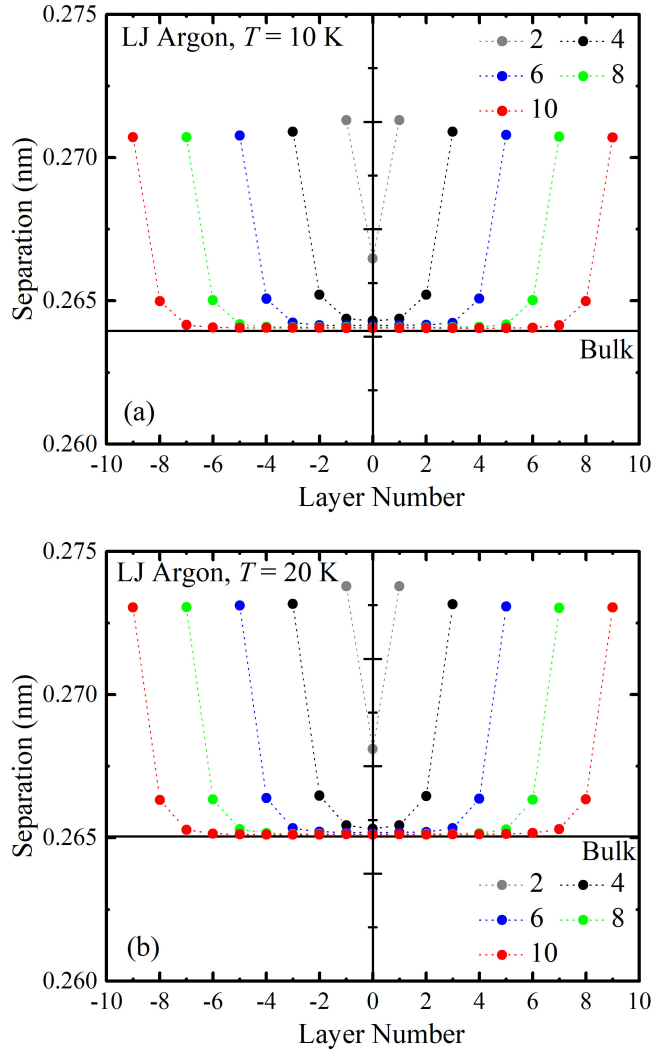 0.275
LJ Argon, T = 10 K
2 4
6 8
10
0.270
0.265
0.260
Separation (nm)
Bulk
(a)
-10 -8 -6 -4 -2 0 2 4 6 8 10
Layer Number
0.275
LJ Argon, T = 20 K
0.270
0.265
0.260
Separation (nm)
Bulk
2 4
6 8
10
(b)
-10 -8 -6 -4 -2 0 2 4 6 8 10
Layer Number